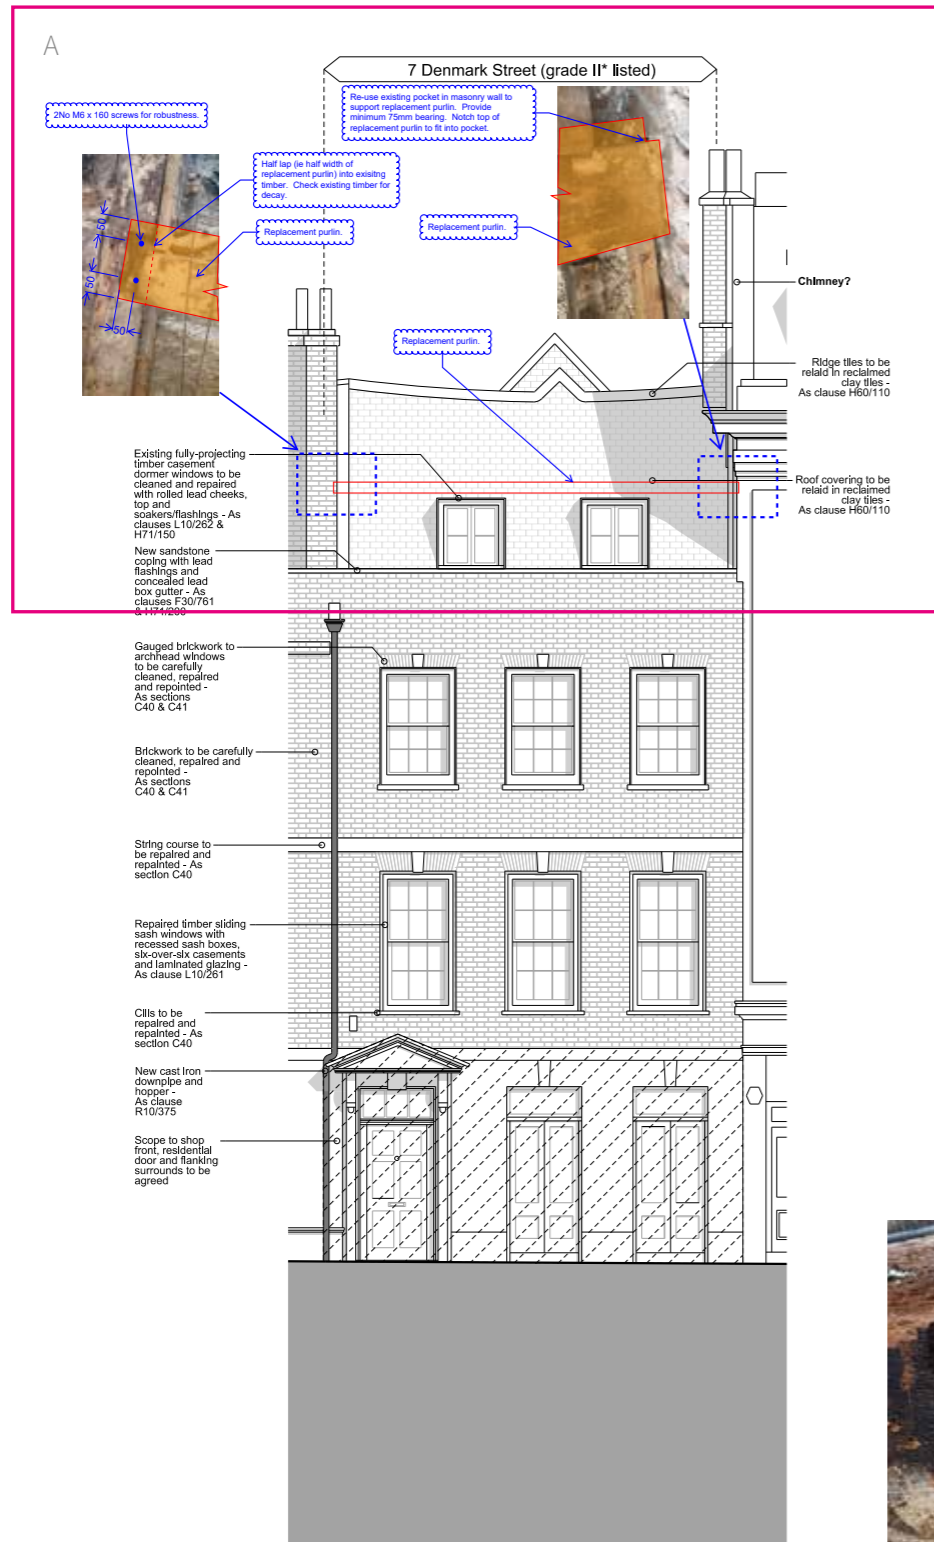 A
7 Denmark Street (grade II* listed)
2No M6 x 160 screws for robustness.
Re-use existing pocket in masonry wall to
support replacement purlin. Provide
minimum 75mm bearing. Notch top of
replacement purlin to fit into pocket.
Half lap (ie half width of
replacement purlin) into exisitng
timber. Check existing timber for
decay.
Replacement purlin.
Replacement purlin.
50
150
50
Chimney?
Replacement purlin.
Ridge tiles to be
relaid in reclaimed
clay tiles -
As clause H60/110
Existing fully-projecting
timber casement
dormer windows to be
cleaned and repaired
with rolled lead cheeks,
top and
soakers/flashings - As
clauses L10/262 &
H71/150
Roof covering to be
relaid in reclaimed
clay tiles -
As clause H60/110
New sandstone
coping with lead
flashings and
concealed lead
box gutter - As
clauses F30/761
& H71/200
Gauged brickwork to
archhead windows
to be carefully
cleaned, repaired
and repointed -
As sections
C40 & C41
Brickwork to be carefully
cleaned, repaired and
repointed -
As sections
C40 & C41
String course to
be repaired and
repainted - As
section C40
Repaired timber sliding
sash windows with
recessed sash boxes,
six-over-six casements
and laminated glazing -
As clause L10/261
Cills to be
repaired and
repainted - As
section C40
New cast iron
downpipe and
hopper -
As clause
R10/375
Scope to shop
front, residential
door and flanking
surrounds to be
agreed